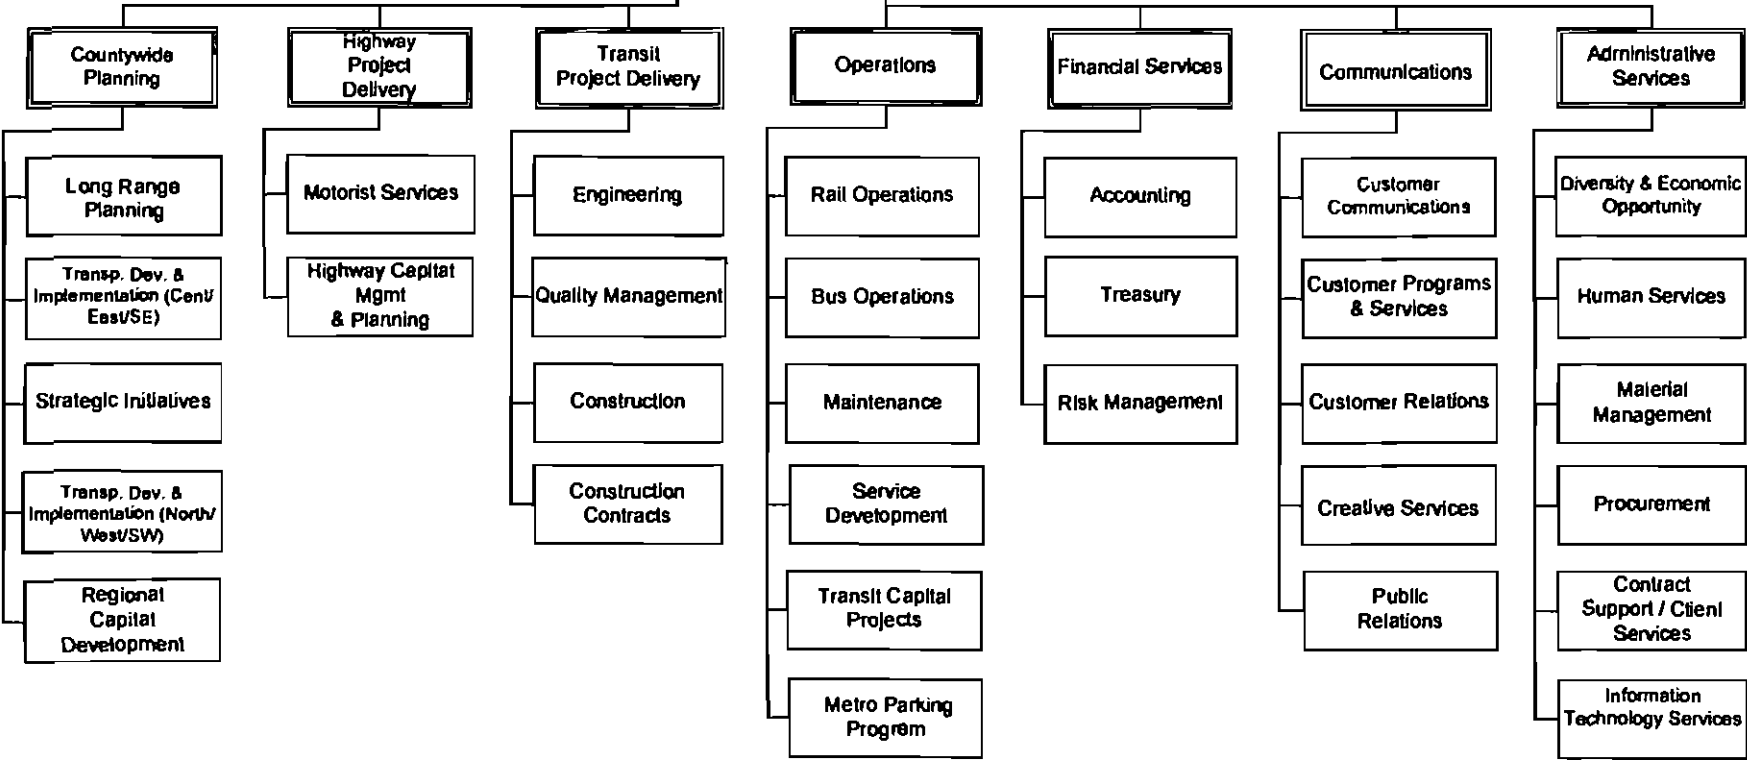 Countywide
Planning
Long Range
Planning
Transp. Dev. &
Implementation (Cent/
East/SE)
Strategic Initiatives
Transp. Dev. &
Implementation (North/
West/SW)
Regional
Capital
Development
Highway
Project
Delivery
Motorist Services
Highway Capital
Mgmt
& Planning
Transit
Project Delivery
Engineering
Quality Management
Construction
Construction
Contracts
Operations
Rail Operations
Bus Operations
Maintenance
Service
Development
Transit Capital
Projects
Metro Parking
Program
Financial Services
Accounting
Treasury
Risk Management
Communications
Customer
Communications
Customer Programs
& Services
Customer Relations
Creative Services
Public
Relations
Administrative
Services
Diversity & Economic
Opportunity
Human Services
Material
Management
Procurement
Contract
Support / Client
Services
Information
Technology Services